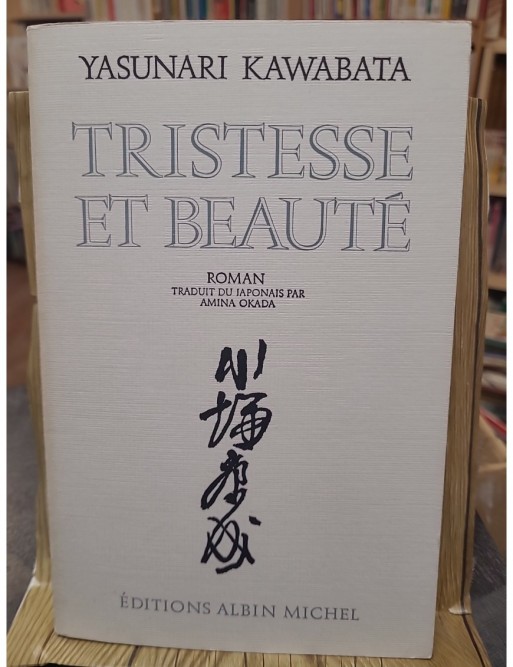 YASUNARI KAWABATA
TRISTESSE
ET BEAUTÉ
ROMAN
TRADUIT DU JAPONAIS PAR
AMINA OKADA
川
端
康
成
ÉDITIONS ALBIN MICHEL